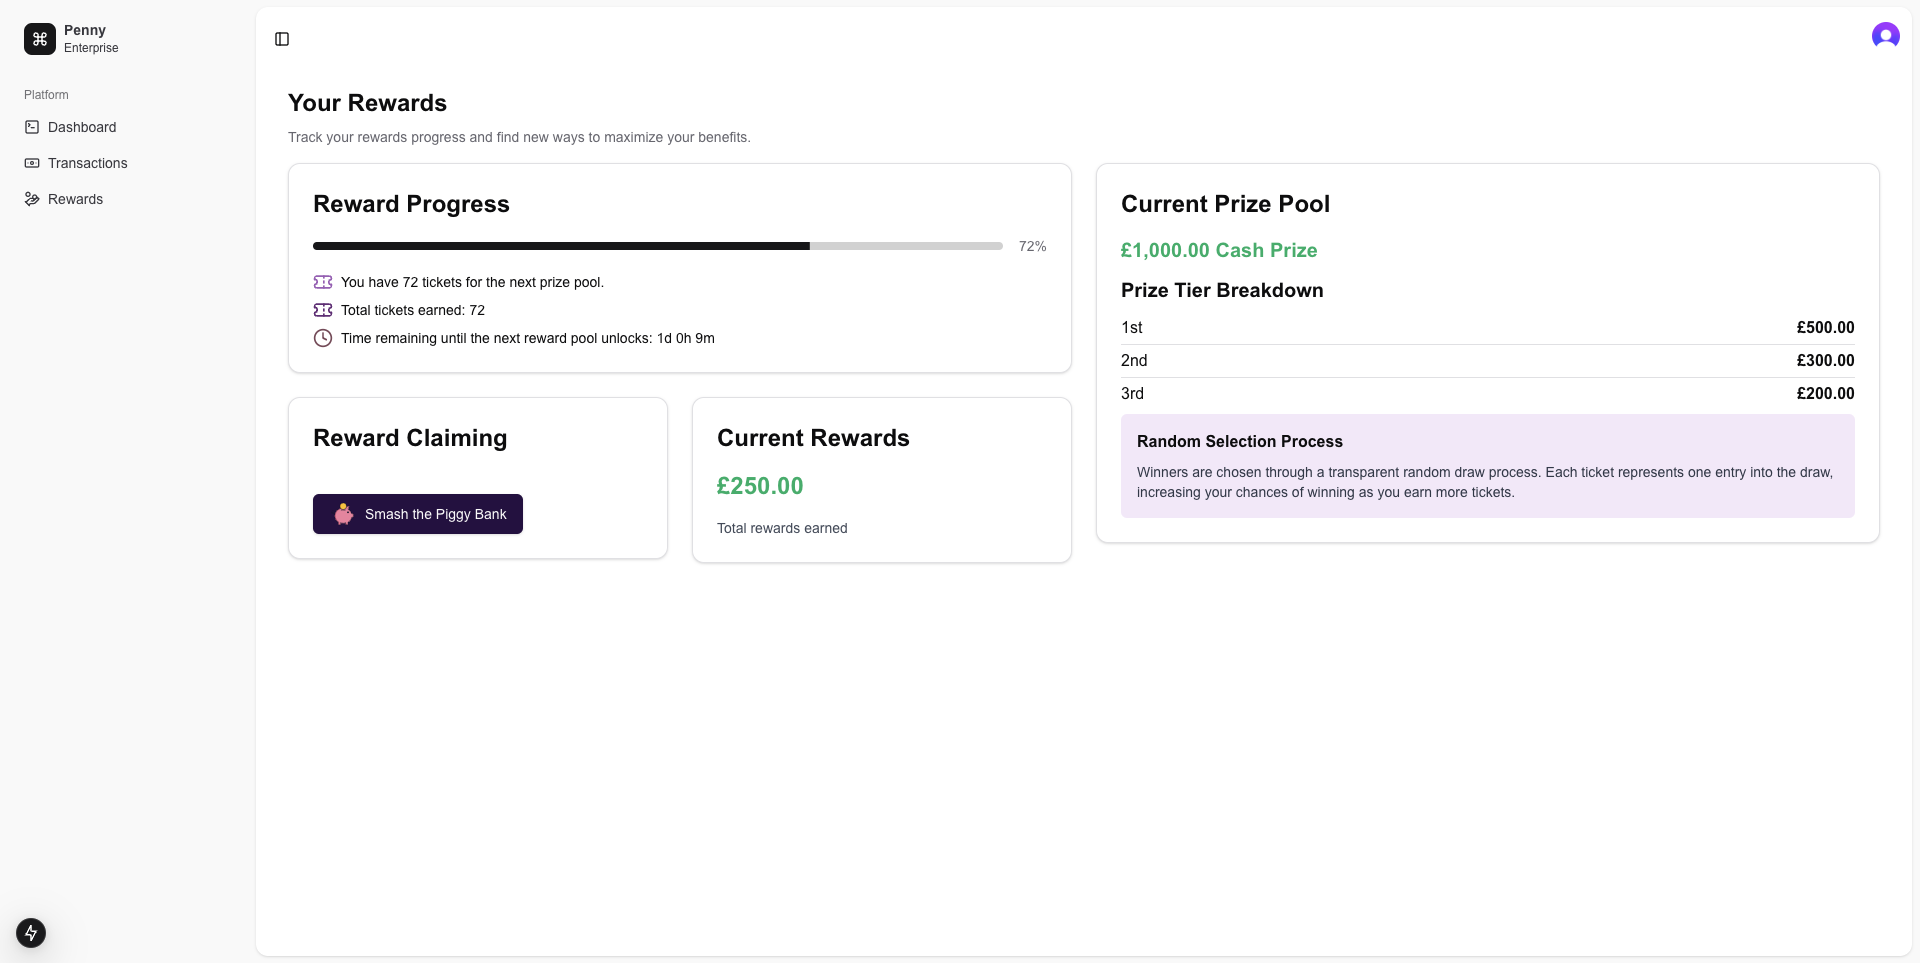 Penny
Enterprise
Platform
Dashboard
Transactions
Rewards
Your Rewards
Track your rewards progress and find new ways to maximize your benefits.
Reward Progress
72%
You have 72 tickets for the next prize pool.
Total tickets earned: 72
Time remaining until the next reward pool unlocks: 1d 0h 9m
Reward Claiming
Smash the Piggy Bank
Current Rewards
£250.00
Total rewards earned
Current Prize Pool
£1,000.00 Cash Prize
Prize Tier Breakdown
1st £500.00
2nd £300.00
3rd £200.00
Random Selection Process
Winners are chosen through a transparent random draw process. Each ticket represents one entry into the draw,
increasing your chances of winning as you earn more tickets.